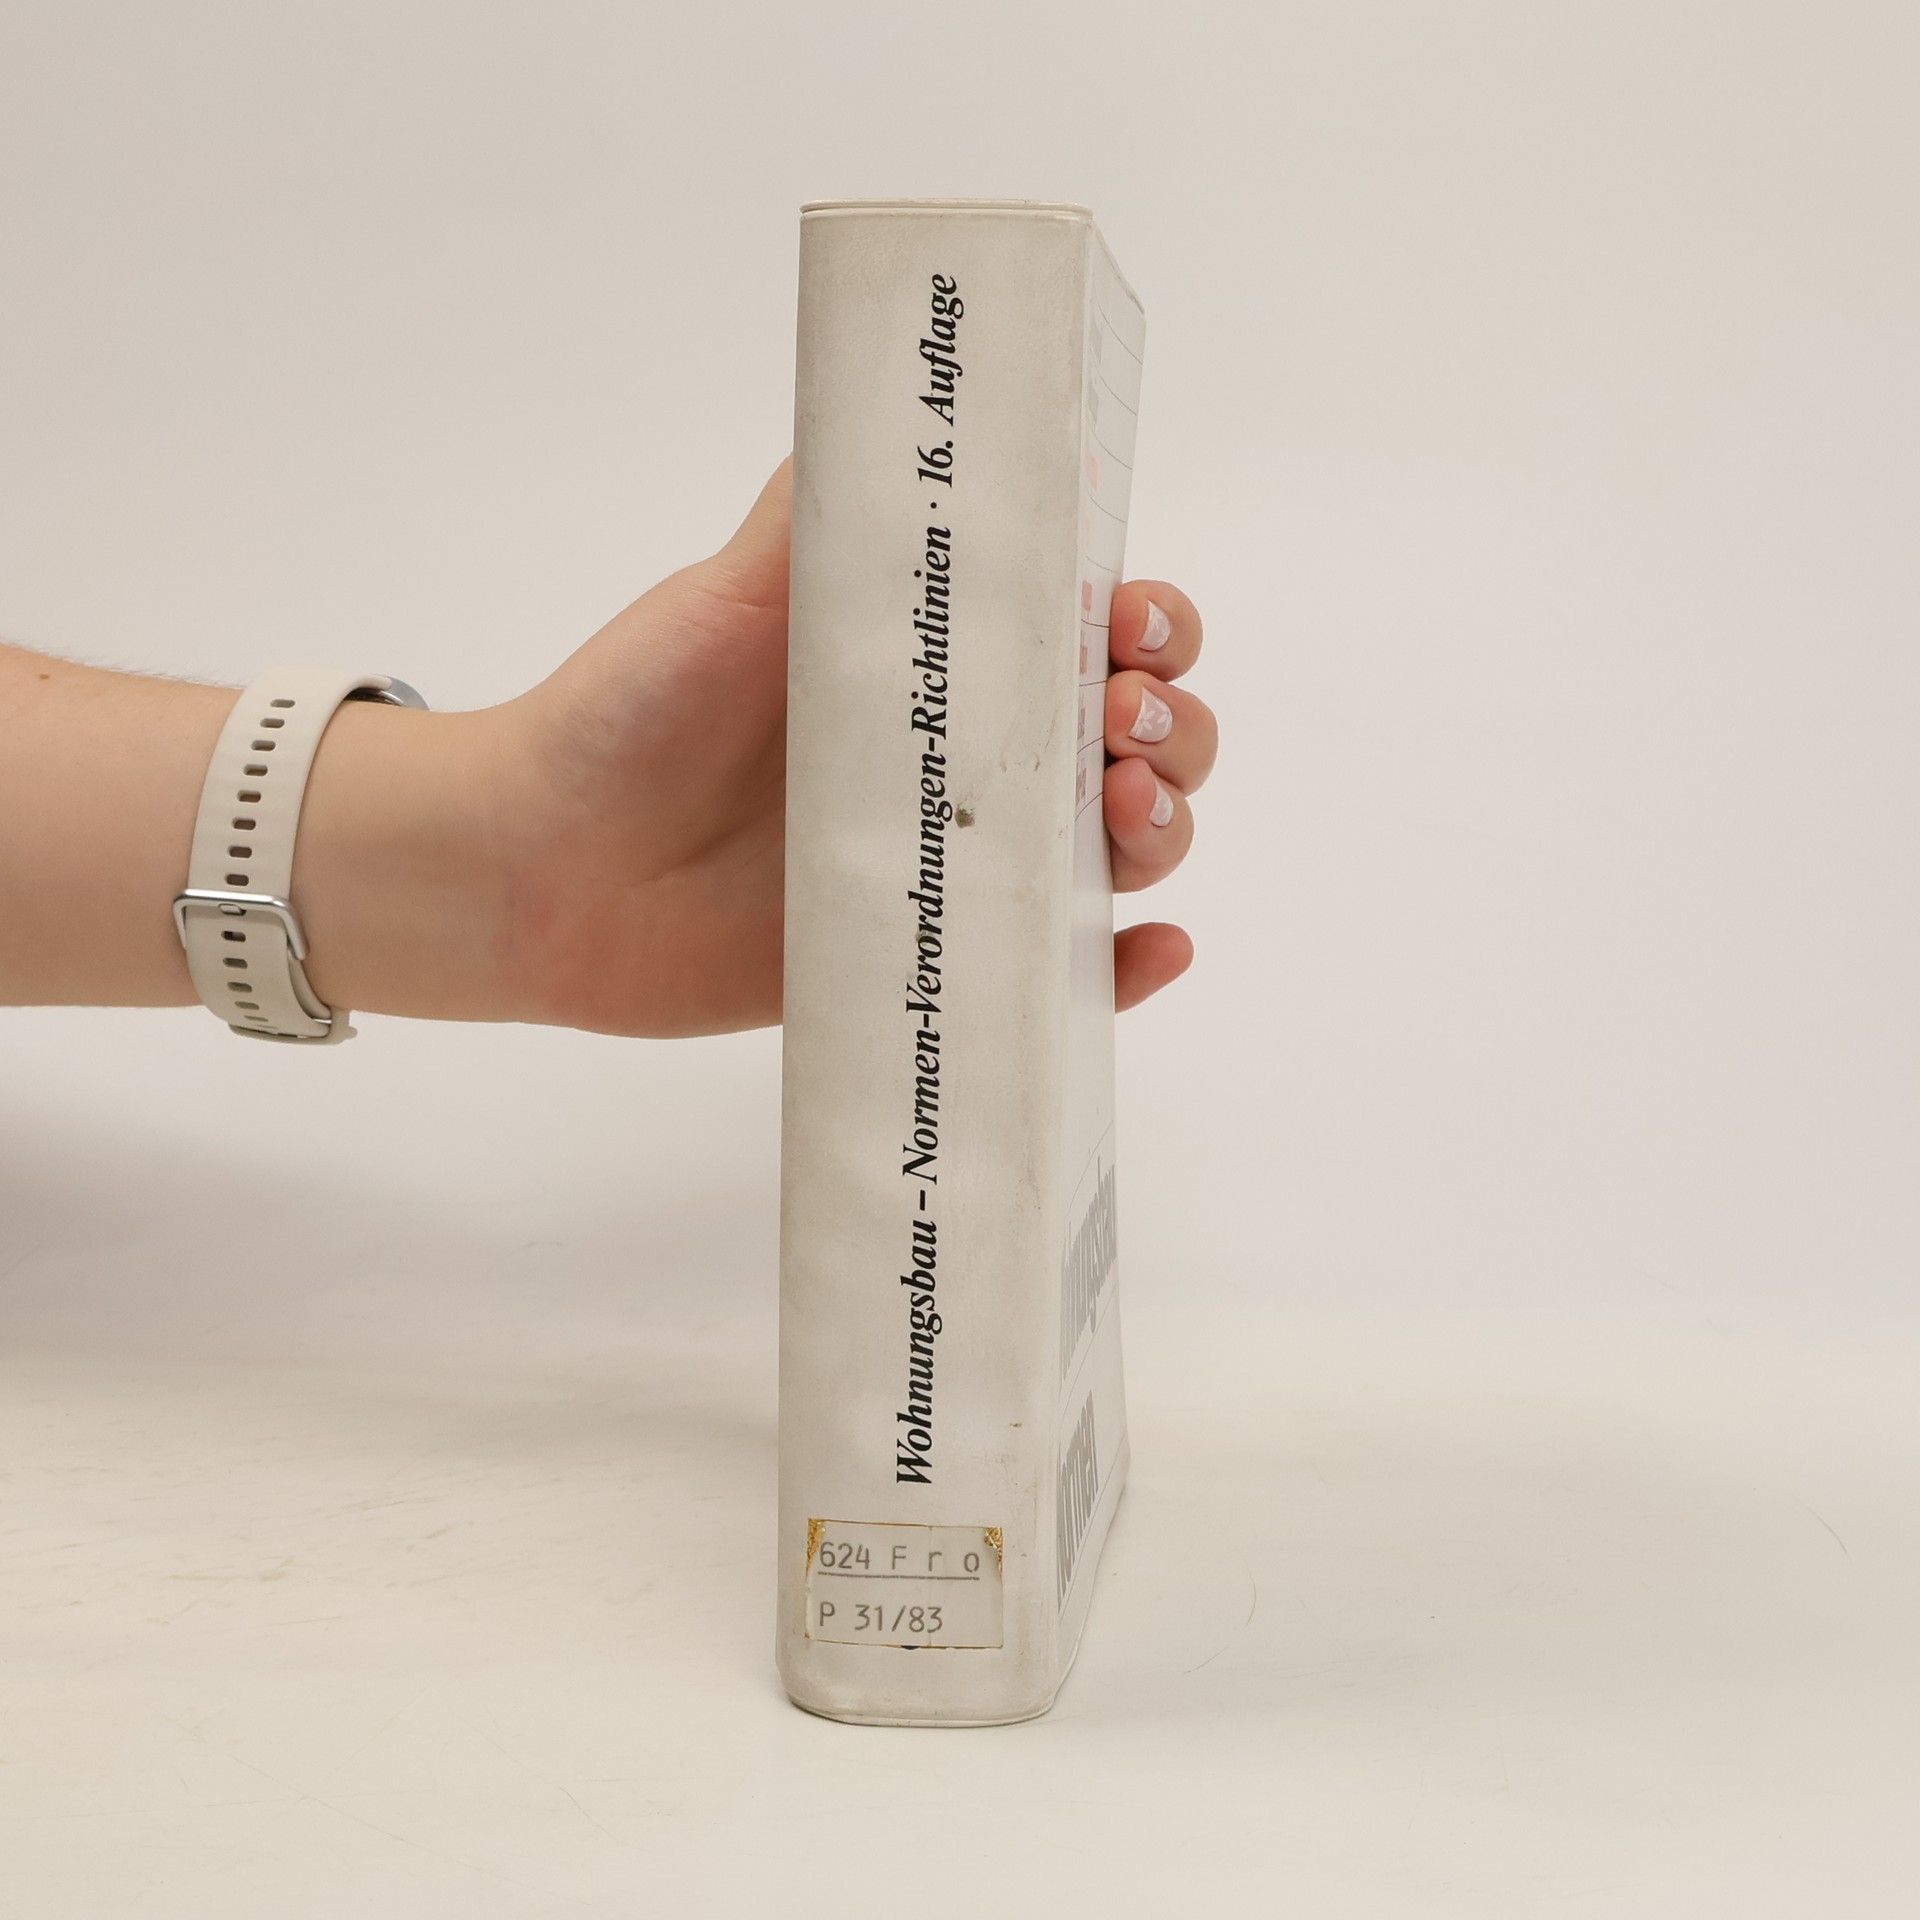 Wohnungsbau – Normen-Verordnungen-Richtlinien · 16. Auflage
624 F r o
P 31/83